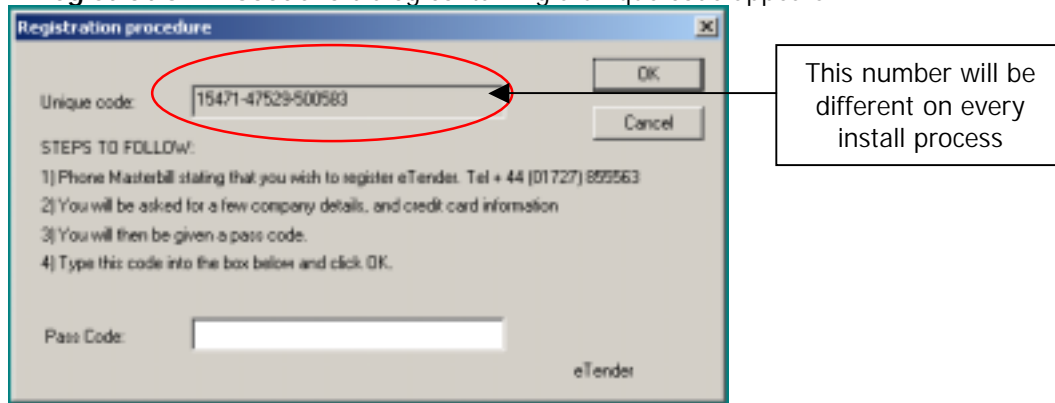 Registration procedure
Unique code: 15471-47529-500583
OK
Cancel
This number will be
different on every
install process
STEPS TO FOLLOW:
1) Phone Masterbill stating that you wish to register eTender. Tel + 44 (01727) 855563
2) You will be asked for a few company details, and credit card information
3) You will then be given a pass code.
4) Type this code into the box below and click OK.
Pass Code:
eTender